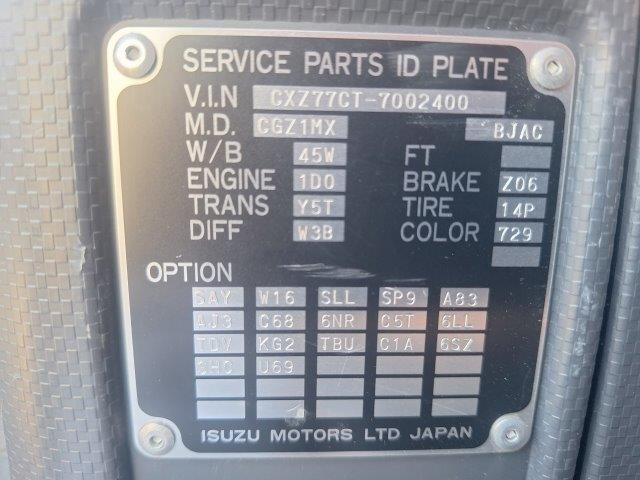 SERVICE PARTS ID PLATE
V.I.N CXZ77CT-7002400
M.D. CGZ1MX BJAC
W/B 45W FT
ENGINE 1D0 BRAKE Z06
TRANS Y5T TIRE 14P
DIFF W3B COLOR 729
OPTION
SAY W16 SLL SP9 A83
AJ3 C68 6NR C5T 6LL
TDV KG2 TBU C1A 6SZ
CHC U69
ISUZU MOTORS LTD JAPAN